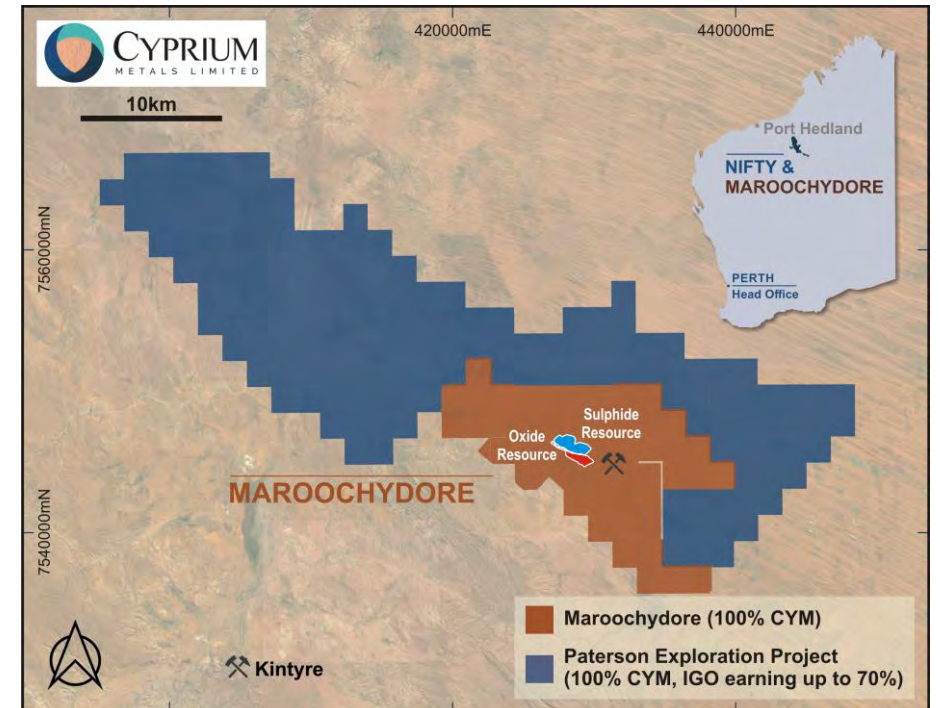 CYPRIUM
METALS LIMITED
10km
420000mE
440000mE
Port Hedland
NIFTY &
MAROOCHYDORE
PERTH
Head Office
7560000mN
7540000mN
Sulphide
Resource
Oxide
Resource
MAROOCHYDORE
Kintyre
Maroochydore (100% CYM)
Paterson Exploration Project
(100% CYM, IGO earning up to 70%)